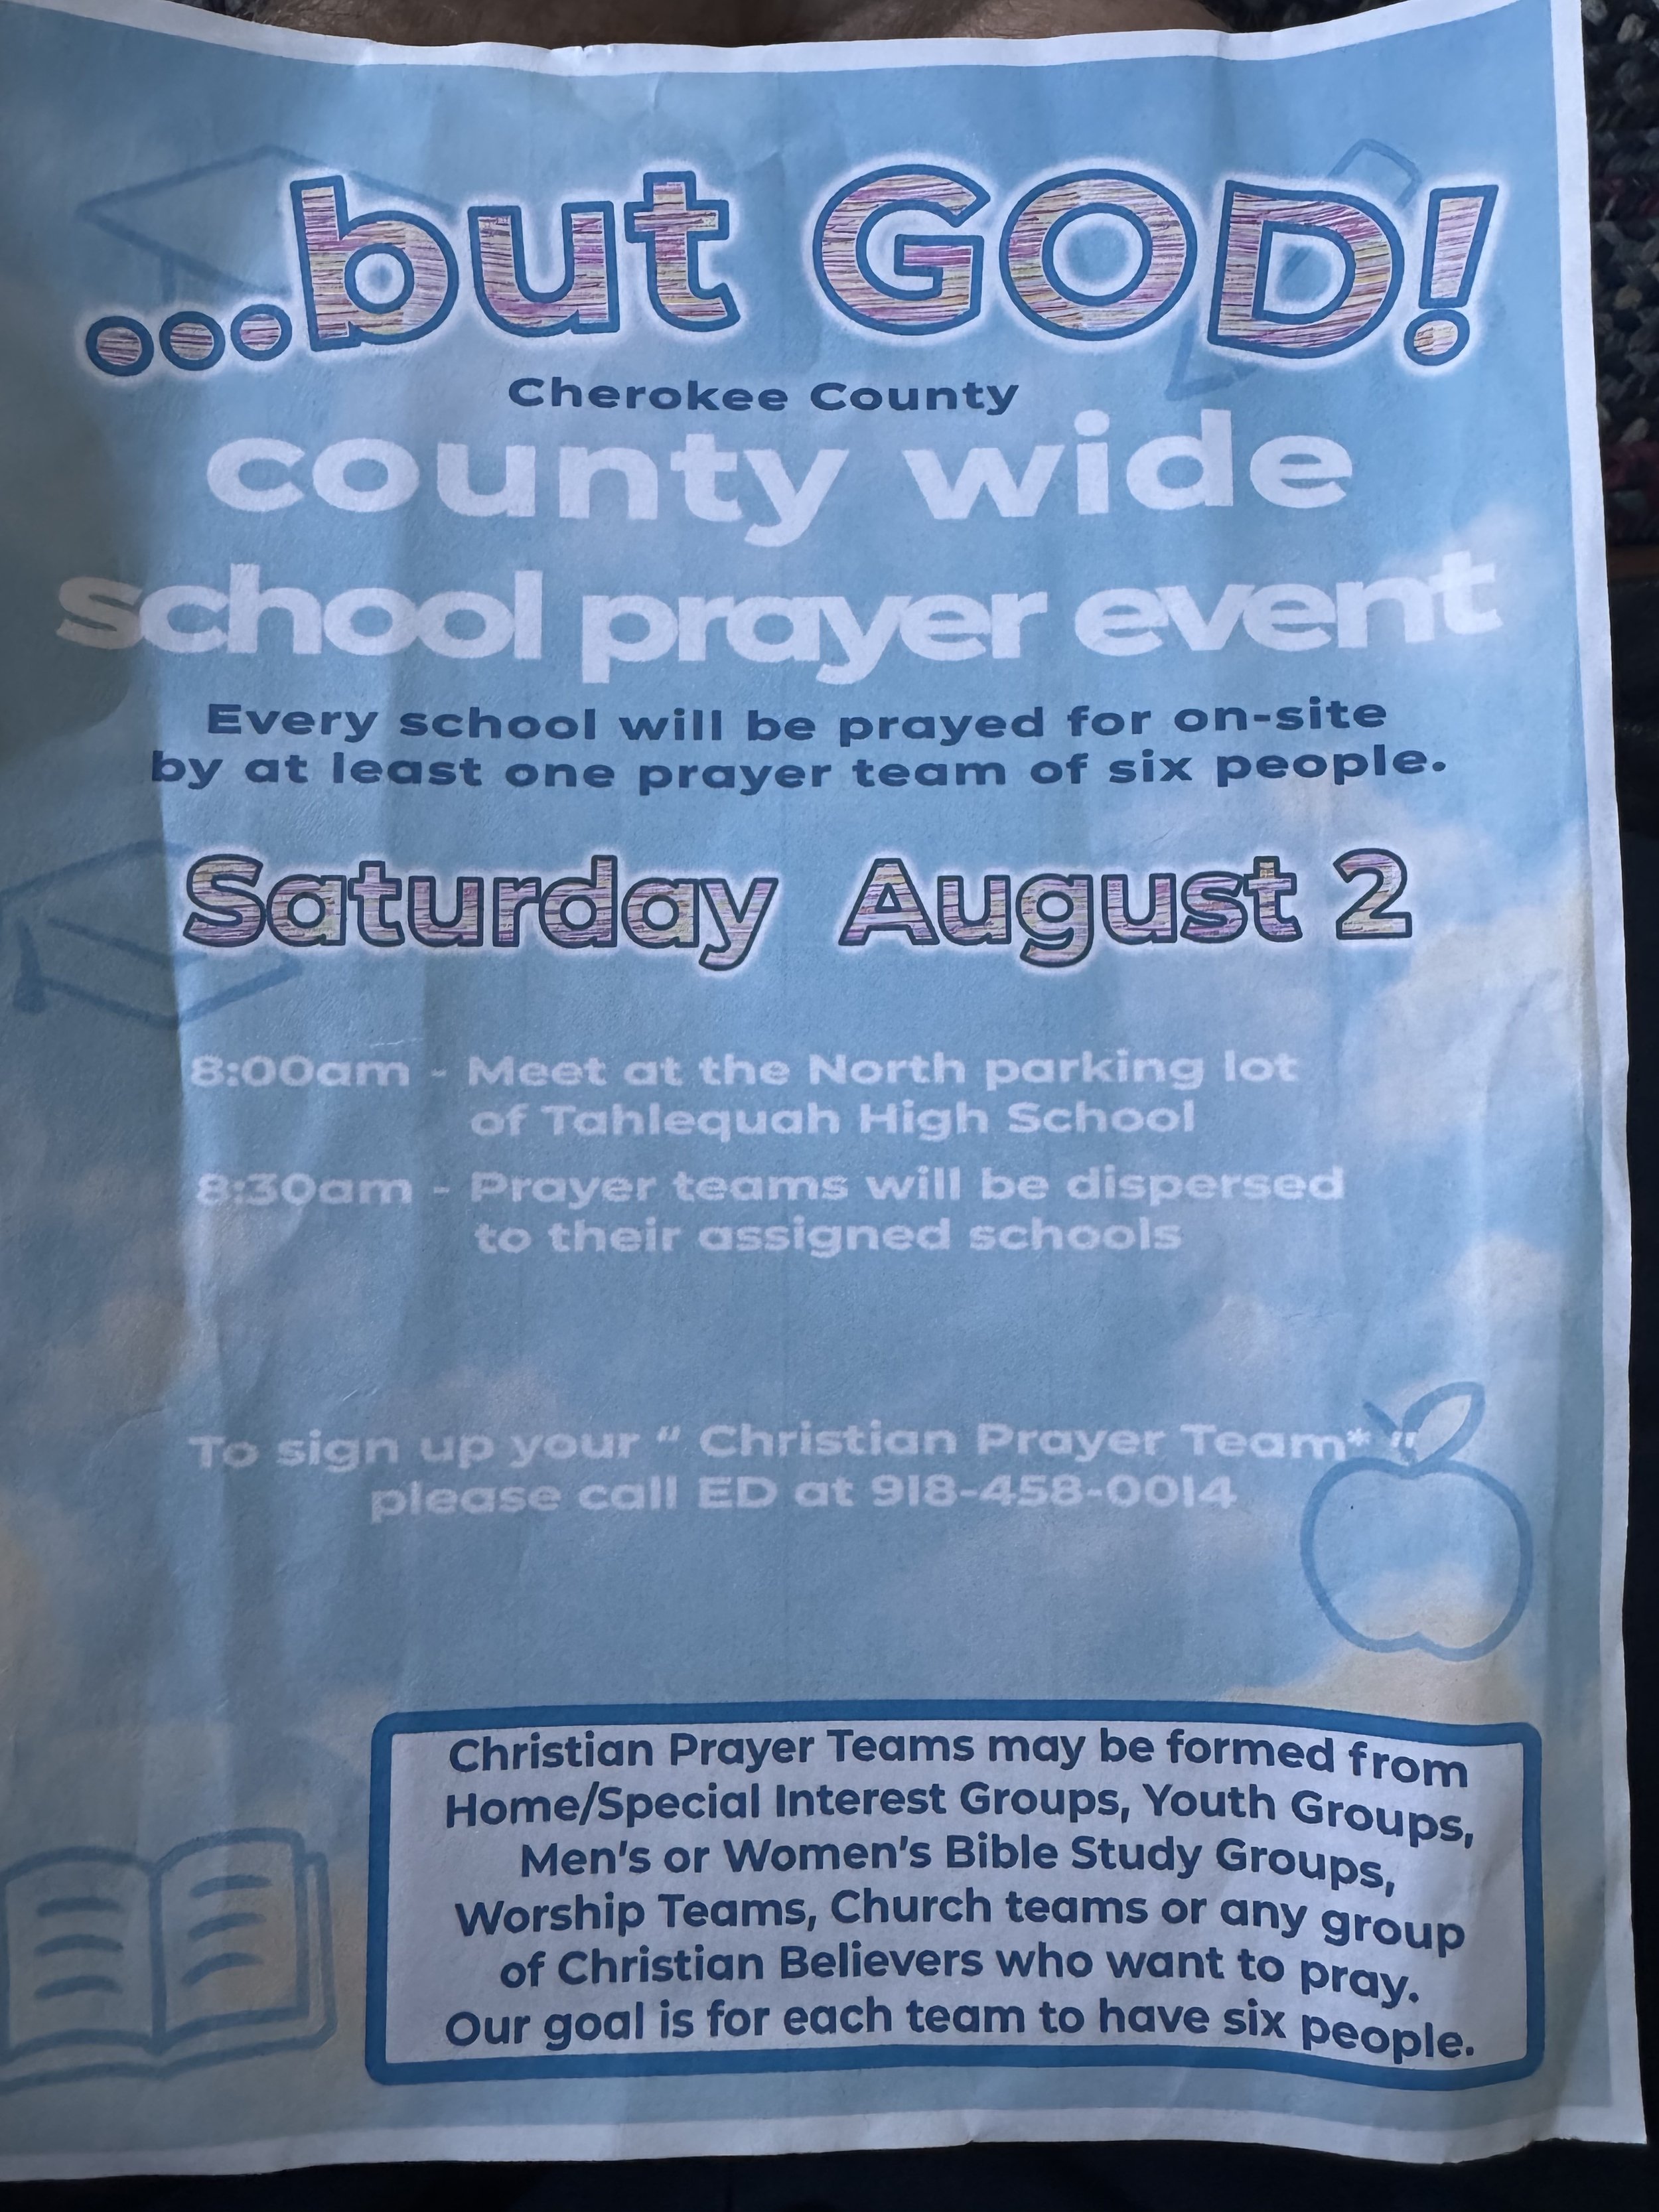 ...but GOD!
Cherokee County
county wide
school prayer event
Every school will be prayed for on-site
by at least one prayer team of six people.
Saturday August 2
8:00am - Meet at the North parking lot
of Tahlequah High School
8:30am - Prayer teams will be dispersed
to their assigned schools
To sign up your " Christian Prayer Team* "
please call ED at 918-458-0014
Christian Prayer Teams may be formed from
Home/Special Interest Groups, Youth Groups,
Men's or Women's Bible Study Groups,
Worship Teams, Church teams or any group
of Christian Believers who want to pray.
Our goal is for each team to have six people.